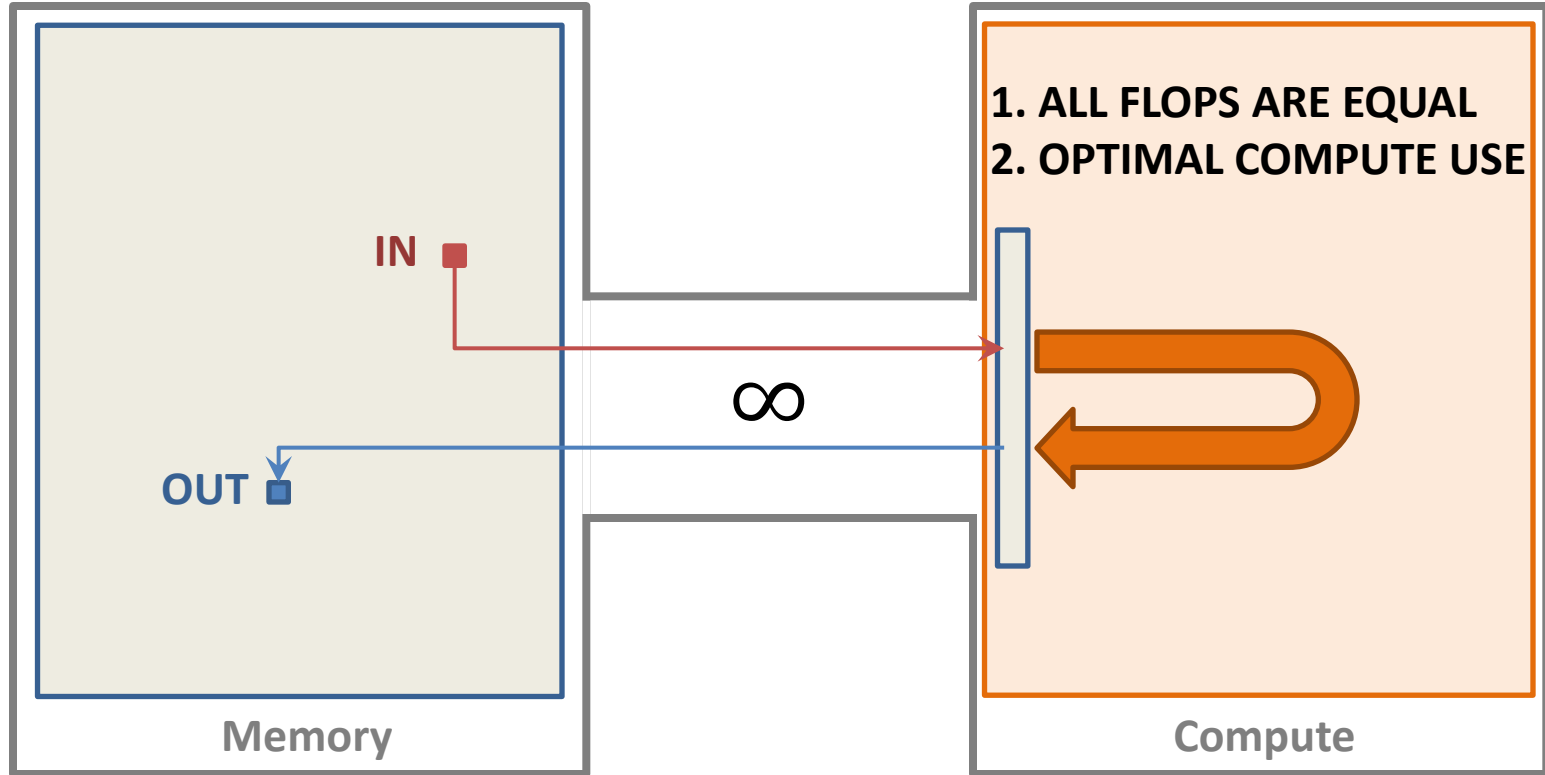 1. ALL FLOPS ARE EQUAL
2. OPTIMAL COMPUTE USE
IN
∞
OUT
Memory
Compute